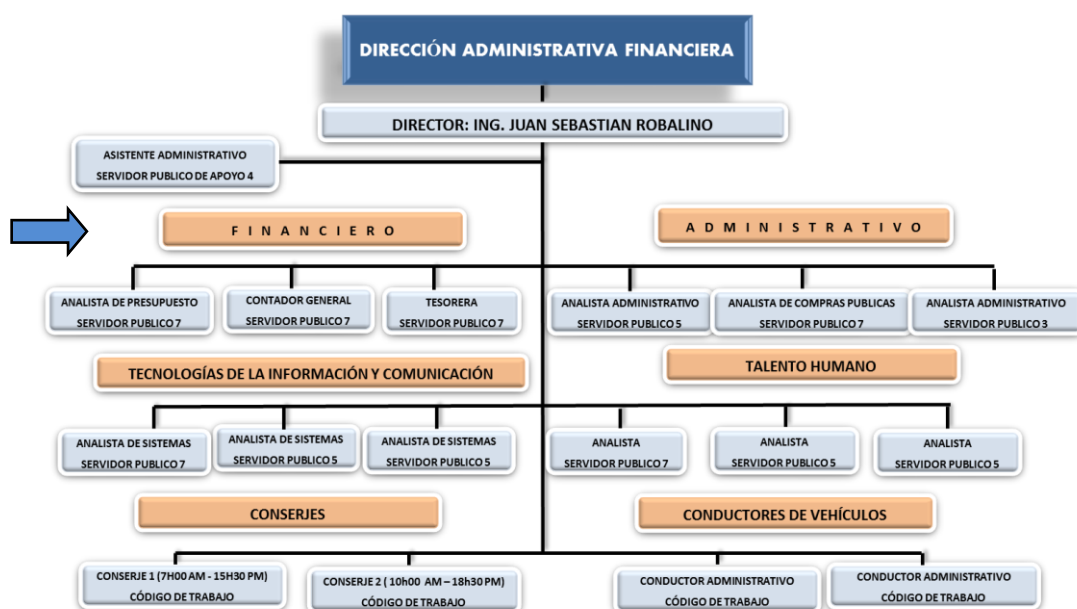 DIRECCIÓN ADMINISTRATIVA FINANCIERA
DIRECTOR: ING. JUAN SEBASTIAN ROBALINO
ASISTENTE ADMINISTRATIVO
SERVIDOR PUBLICO DE APOYO 4
FINANCIERO
ADMINISTRATIVO
ANALISTA DE PRESUPUESTO
SERVIDOR PUBLICO 7
CONTADOR GENERAL
SERVIDOR PUBLICO 7
TESORERA
SERVIDOR PUBLICO 7
ANALISTA ADMINISTRATIVO
SERVIDOR PUBLICO 5
ANALISTA DE COMPRAS PUBLICAS
SERVIDOR PUBLICO 7
ANALISTA ADMINISTRATIVO
SERVIDOR PUBLICO 3
TECNOLOGÍAS DE LA INFORMACIÓN Y COMUNICACIÓN
TALENTO HUMANO
ANALISTA DE SISTEMAS
SERVIDOR PUBLICO 7
ANALISTA DE SISTEMAS
SERVIDOR PUBLICO 5
ANALISTA DE SISTEMAS
SERVIDOR PUBLICO 5
ANALISTA
SERVIDOR PUBLICO 7
ANALISTA
SERVIDOR PUBLICO 5
ANALISTA
SERVIDOR PUBLICO 5
CONSERJES
CONDUCTORES DE VEHÍCULOS
CONSERJE 1 (7H00 AM - 15H30 PM)
CÓDIGO DE TRABAJO
CONSERJE 2 ( 10h00 AM – 18h30 PM)
CÓDIGO DE TRABAJO
CONDUCTOR ADMINISTRATIVO
CÓDIGO DE TRABAJO
CONDUCTOR ADMINISTRATIVO
CÓDIGO DE TRABAJO